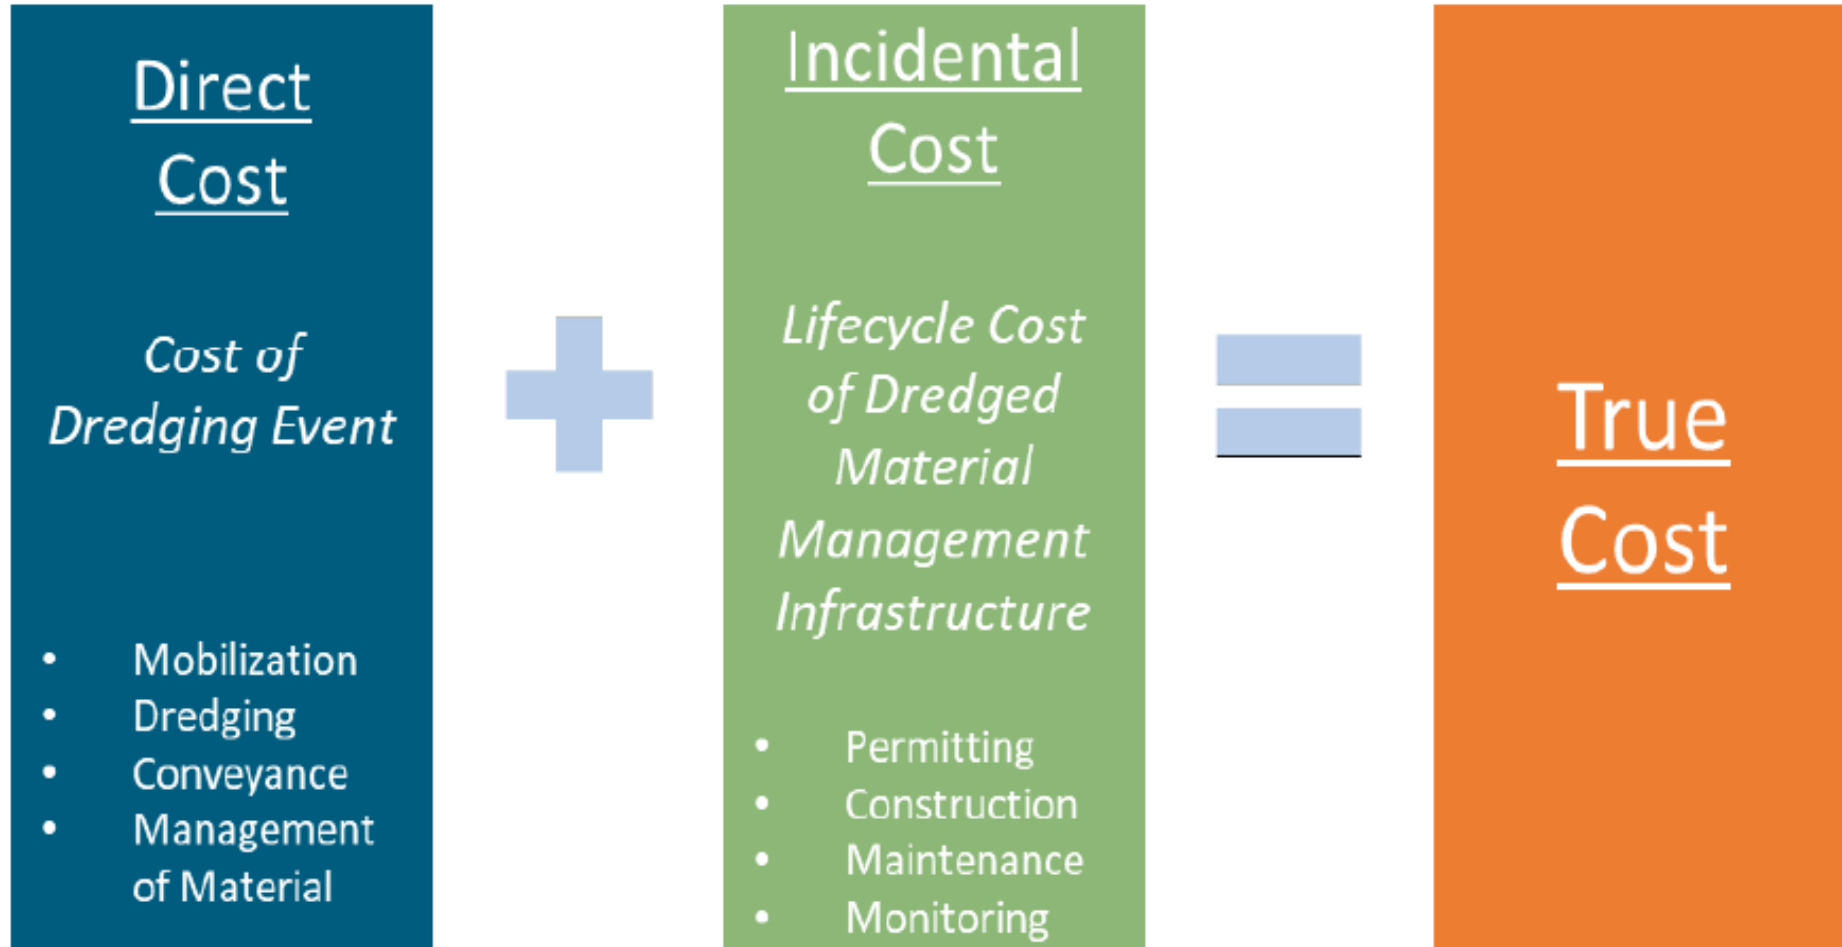 Direct
Cost
Cost of
Dredging Event
• Mobilization
• Dredging
• Conveyance
• Management
of Material
Incidental
Cost
Lifecycle Cost
of Dredged
Material
Management
Infrastructure
• Permitting
• Construction
• Maintenance
• Monitoring
True
Cost